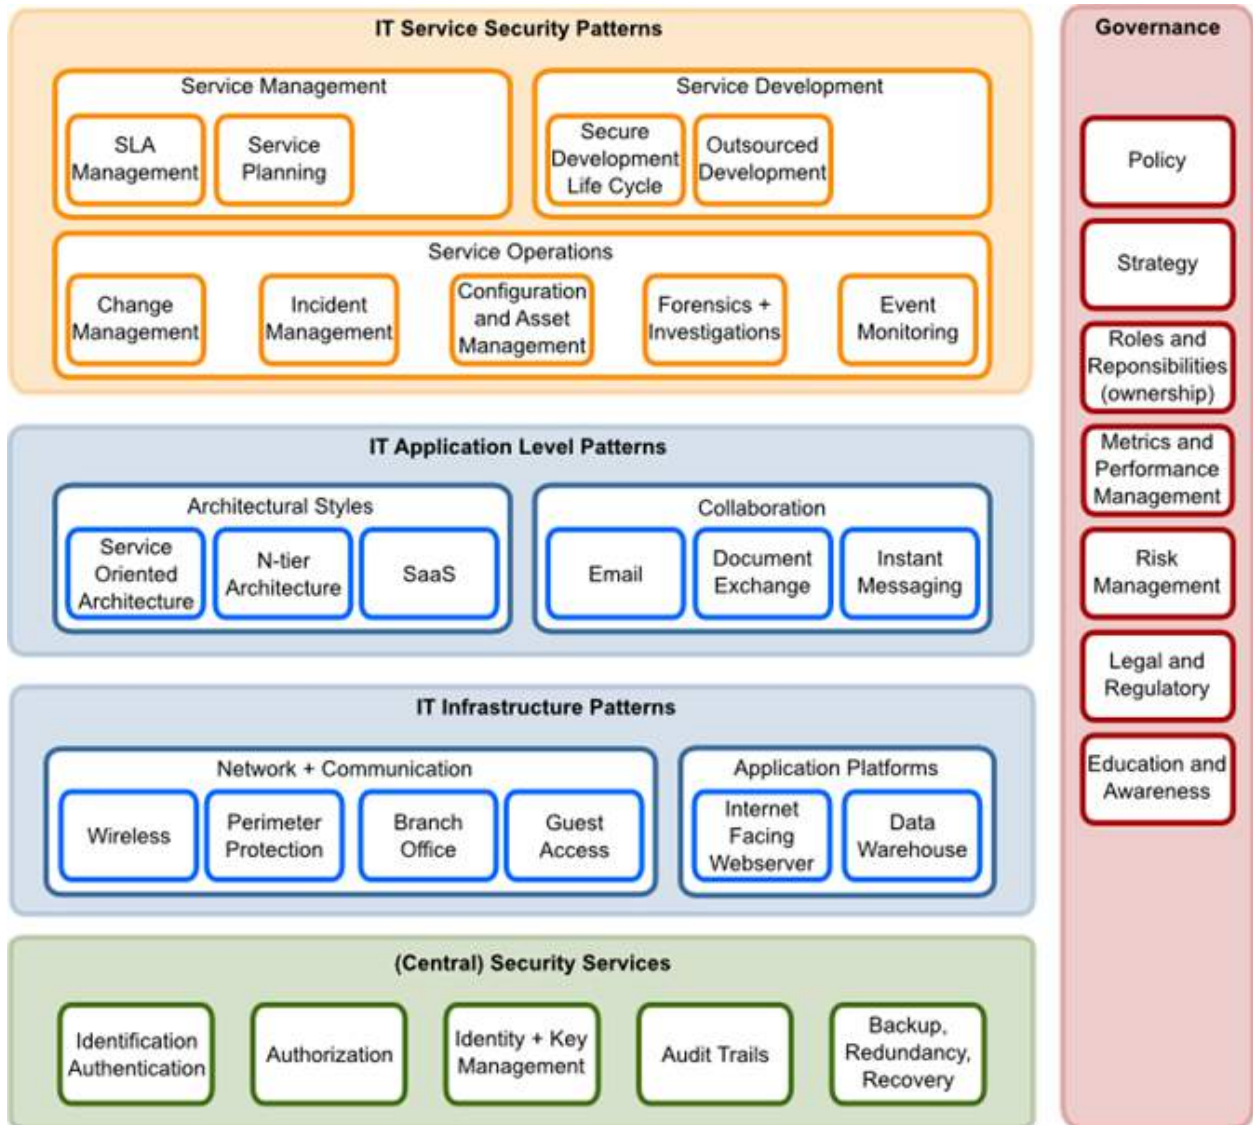 IT Service Security Patterns
Service Management
SLA
Management
Service
Planning
Service Development
Secure
Development
Life Cycle
Outsourced
Development
Service Operations
Change
Management
Incident
Management
Configuration
and Asset
Management
Forensics +
Investigations
Event
Monitoring
IT Application Level Patterns
Architectural Styles
Service
Oriented
Architecture
N-tier
Architecture
SaaS
Collaboration
Email
Document
Exchange
Instant
Messaging
IT Infrastructure Patterns
Network + Communication
Wireless
Perimeter
Protection
Branch
Office
Guest
Access
Application Platforms
Internet
Facing
Webserver
Data
Warehouse
(Central) Security Services
Identification
Authentication
Authorization
Identity + Key
Management
Audit Trails
Backup,
Redundancy,
Recovery
Governance
Policy
Strategy
Roles and
Reponsibilities
(ownership)
Metrics and
Performance
Management
Risk
Management
Legal and
Regulatory
Education and
Awareness